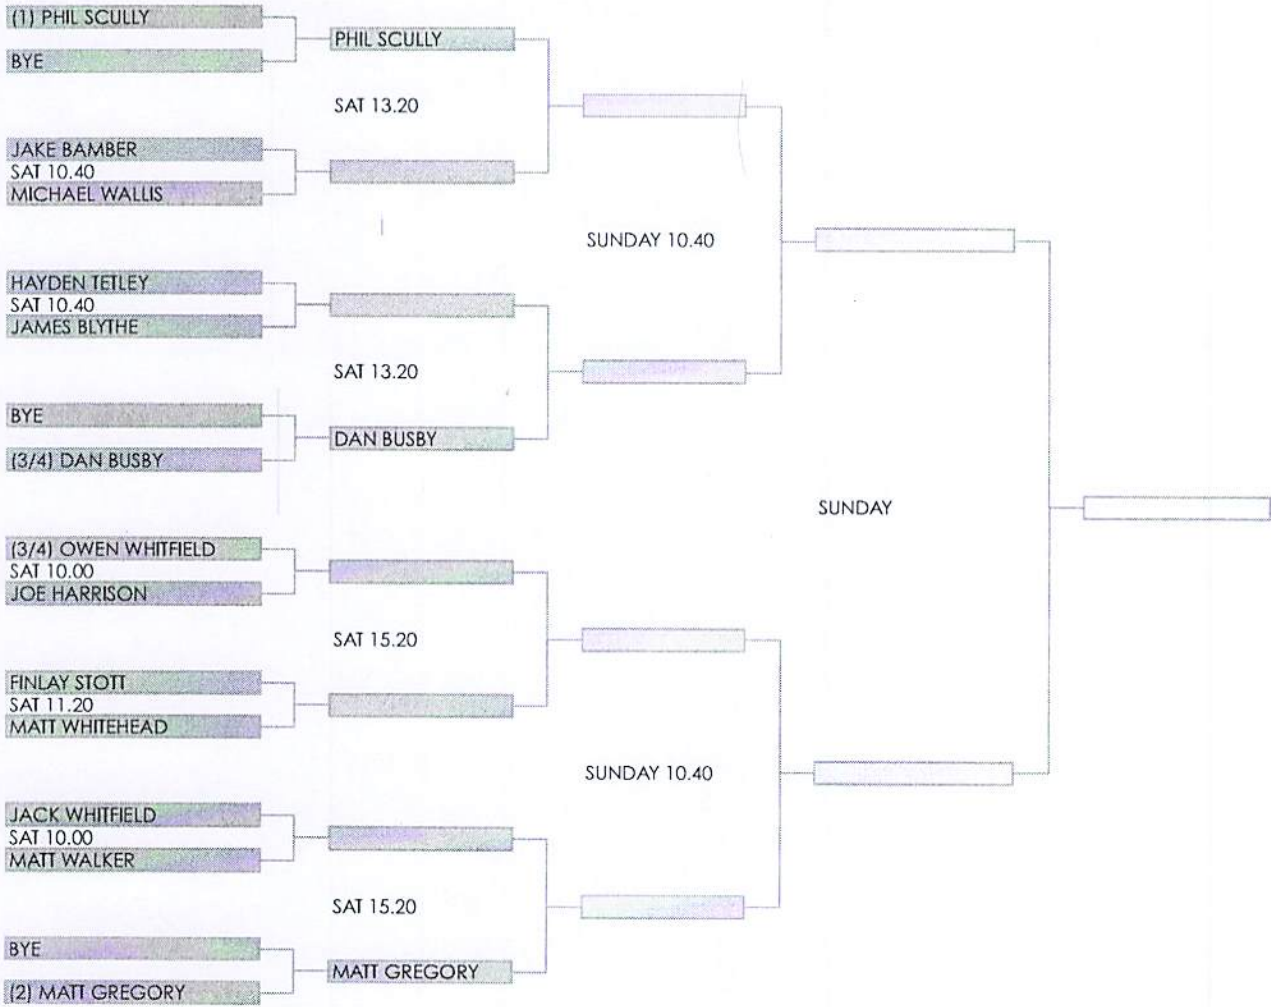 (1) PHIL SCULLY
BYE
JAKE BAMBER
SAT 10.40
MICHAEL WALLIS
HAYDEN TETLEY
SAT 10.40
JAMES BLYTHE
BYE
(3/4) DAN BUSBY
(3/4) OWEN WHITFIELD
SAT 10.00
JOE HARRISON
FINLAY STOTT
SAT 11.20
MATT WHITEHEAD
JACK WHITFIELD
SAT 10.00
MATT WALKER
BYE
(2) MATT GREGORY
PHIL SCULLY
SAT 13.20
SAT 13.20
DAN BUSBY
SAT 15.20
SAT 15.20
MATT GREGORY
SUNDAY 10.40
SUNDAY 10.40
SUNDAY